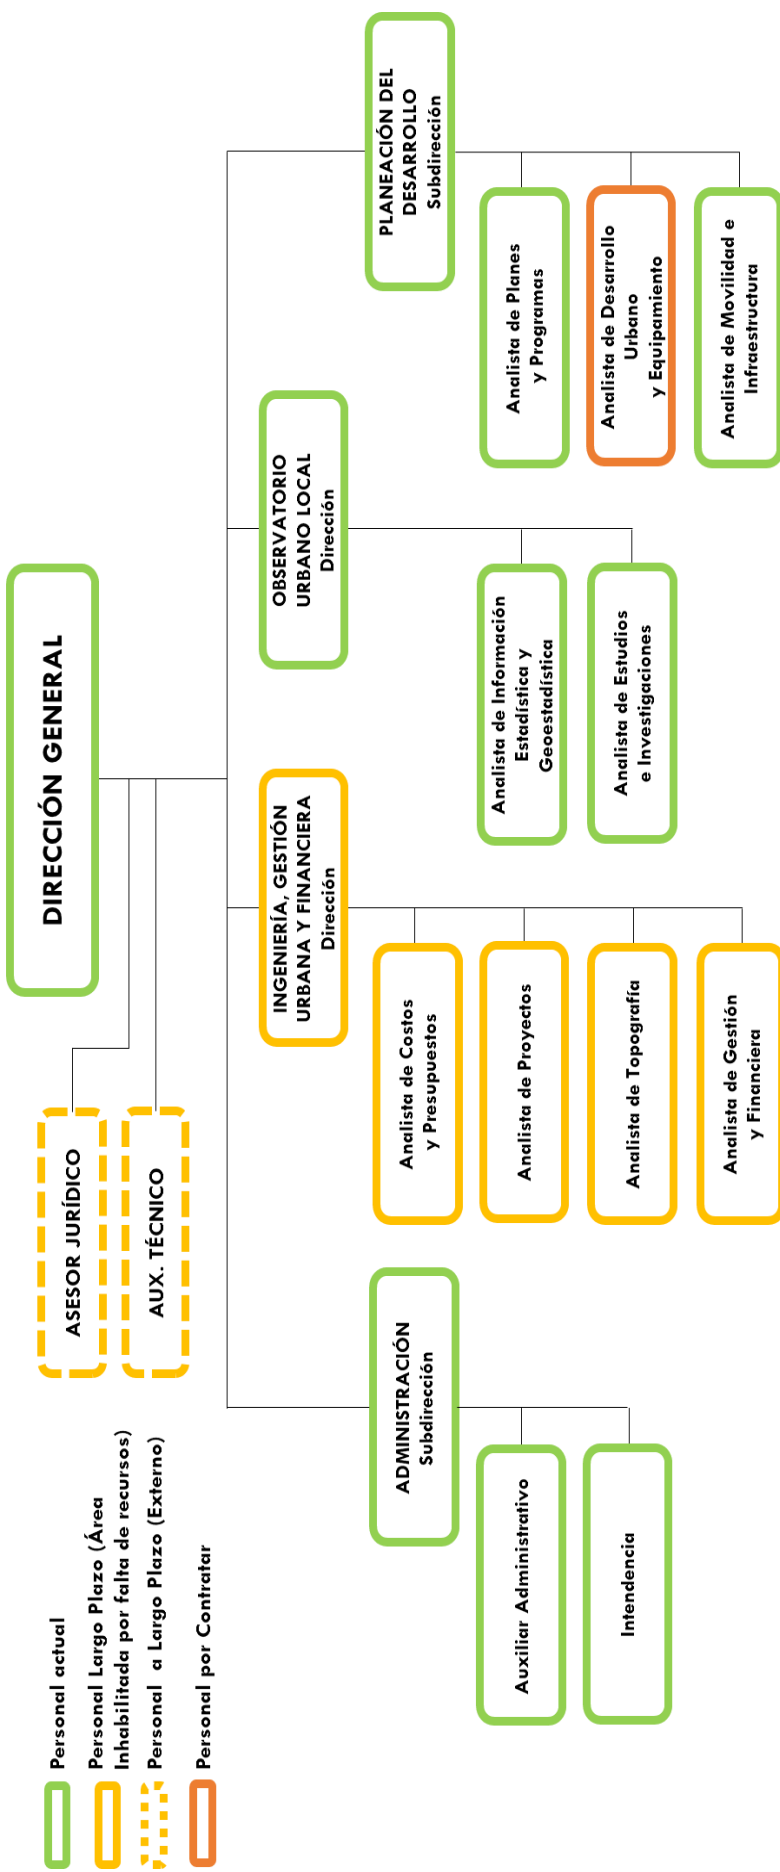 DIRECCIÓN GENERAL
ASESOR JURÍDICO
AUX. TÉCNICO
Personal actual
Personal Largo Plazo (Área
Inhabilitada por falta de recursos)
Personal a Largo Plazo (Externo)
Personal por Contratar
ADMINISTRACIÓN
Subdirección
Auxiliar Administrativo
Intendencia
INGENIERÍA, GESTIÓN
URBANA Y FINANCIERA
Dirección
Analista de Costos
y Presupuestos
Analista de Proyectos
Analista de Topografía
Analista de Gestión
y Financiera
OBSERVATORIO
URBANO LOCAL
Dirección
Analista de Información
Estadística y
Geoestadística
Analista de Estudios
e Investigaciones
PLANEACIÓN DEL
DESARROLLO
Subdirección
Analista de Planes
y Programas
Analista de Desarrollo
Urbano
y Equipamiento
Analista de Movilidad e
Infraestructura